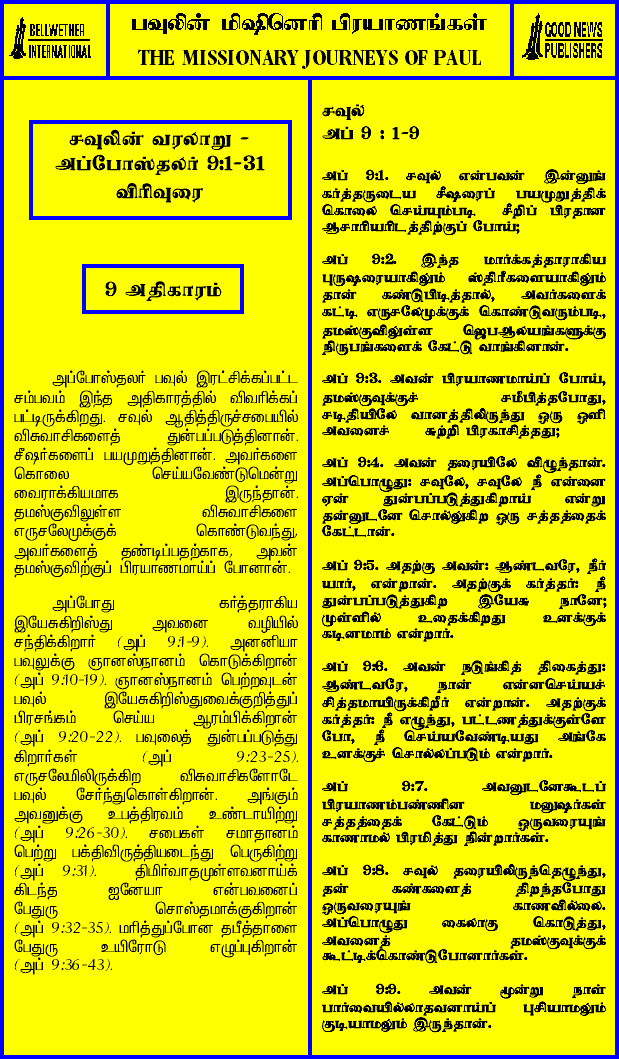 BELLWETHER
INTERNATIONAL
பவுலின் மிஷினெரி பிரயாணங்கள்
THE MISSIONARY JOURNEYS OF PAUL
GOOD NEWS
PUBLISHERS
சவுலின் வரலாறு -
அப்போஸ்தலர் 9:1-31
விரிவுரை
9 அதிகாரம்
அப்போஸ்தலர் பவுல் இரட்சிக்கப்பட்ட
சம்பவம் இந்த அதிகாரத்தில் விவரிக்கப்
பட்டிருக்கிறது. சவுல் ஆதித்திருச்சபையில்
விசுவாசிகளைத் துன்பப்படுத்தினான்.
சீஷர்களைப் பயமுறுத்தினான். அவர்களை
கொலை செய்யவேண்டுமென்று
வைராக்கியமாக இருந்தான்.
தமஸ்குவிலுள்ள விசுவாசிகளை
எருசலேமுக்குக் கொண்டுவந்து,
அவர்களைத் தண்டிப்பதற்காக, அவன்
தமஸ்குவிற்குப் பிரயாணமாய்ப் போனான்.
அப்போது கர்த்தராகிய
இயேசுகிறிஸ்து அவனை வழியில்
சந்திக்கிறார் (அப் 9:1-9). அனனியா
பவுலுக்கு ஞானஸ்நானம் கொடுக்கிறான்
(அப் 9:10-19). ஞானஸ்நானம் பெற்றவுடன்
பவுல் இயேசுகிறிஸ்துவைக்குறித்துப்
பிரசங்கம் செய்ய ஆரம்பிக்கிறான்
(அப் 9:20-22). பவுலைத் துன்பப்படுத்து
கிறார்கள் (அப் 9:23-25).
எருசலேமிலிருக்கிற விசுவாசிகளோடே
பவுல் சேர்ந்துகொள்கிறான். அங்கும்
அவனுக்கு உபத்திரவம் உண்டாயிற்று
(அப் 9:26-30). சபைகள் சமாதானம்
பெற்று பக்திவிருத்தியடைந்து பெருகிற்று
(அப் 9:31). திமிர்வாதமுள்ளவனாய்க்
கிடந்த ஐனேயா என்பவனைப்
பேதுரு சொஸ்தமாக்குகிறான்
(அப் 9:32-35). மரித்துப்போன தபீத்தாளை
பேதுரு உயிரோடு எழுப்புகிறான்
(அப் 9:36-43).
சவுல்
அப் 9 : 1-9
அப் 9:1. சவுல் என்பவன் இன்னுங்
கர்த்தருடைய சீஷரைப் பயமுறுத்திக்
கொலை செய்யும்படி சீறிப் பிரதான
ஆசாரியரிடத்திற்குப் போய்;
அப் 9:2. இந்த மார்க்கத்தாராகிய
புருஷரையாகிலும் ஸ்திரீகளையாகிலும்
தான் கண்டுபிடித்தால், அவர்களைக்
கட்டி எருசலேமுக்குக் கொண்டுவரும்படி,
தமஸ்குவிலுள்ள ஜெபஆலயங்களுக்கு
நிருபங்களைக் கேட்டு வாங்கினான்.
அப் 9:3. அவன் பிரயாணமாய்ப் போய்,
தமஸ்குவுக்குச் சமீபித்தபோது,
சடிதியிலே வானத்திலிருந்து ஒரு ஒளி
அவனைச் சுற்றி பிரகாசித்தது;
அப் 9:4. அவன் தரையிலே விழுந்தான்.
அப்பொழுது: சவுலே, சவுலே நீ என்னை
ஏன் துன்பப்படுத்துகிறாய் என்று
தன்னுடனே சொல்லுகிற ஒரு சத்தத்தைக்
கேட்டான்.
அப் 9:5. அதற்கு அவன்: ஆண்டவரே, நீர்
யார், என்றான். அதற்குக் கர்த்தர்: நீ
துன்பப்படுத்துகிற இயேசு நானே;
முள்ளில் உதைக்கிறது உனக்குக்
கடினமாம் என்றார்.
அப் 9:6. அவன் நடுங்கித் திகைத்து:
ஆண்டவரே, நான் என்னசெய்யச்
சித்தமாயிருக்கிறீர் என்றான். அதற்குக்
கர்த்தர்: நீ எழுந்து, பட்டணத்துக்குள்ளே
போ, நீ செய்யவேண்டியது அங்கே
உனக்குச் சொல்லப்படும் என்றார்.
அப் 9:7. அவனுடனேகூடப்
பிரயாணம்பண்ணின மனுஷர்கள்
சத்தத்தைக் கேட்டும் ஒருவரையுங்
காணாமல் பிரமித்து நின்றார்கள்.
அப் 9:8. சவுல் தரையிலிருந்தெழுந்து,
தன் கண்களைத் திறந்தபோது
ஒருவரையுங் காணவில்லை.
அப்பொழுது கைலாகு கொடுத்து,
அவனைத் தமஸ்குவுக்குக்
கூட்டிக்கொண்டுபோனார்கள்.
அப் 9:9. அவன் மூன்று நாள்
பார்வையில்லாதவனாய்ப் புசியாமலும்
குடியாமலும் இருந்தான்.